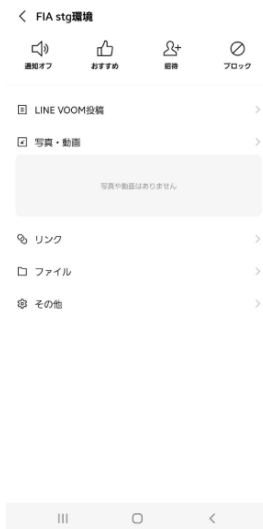 FIA stg環境
通知オフ おすすめ 招待 ブロック
LINE VOOM投稿
写真・動画
写真や動画はありません
リンク
ファイル
その他